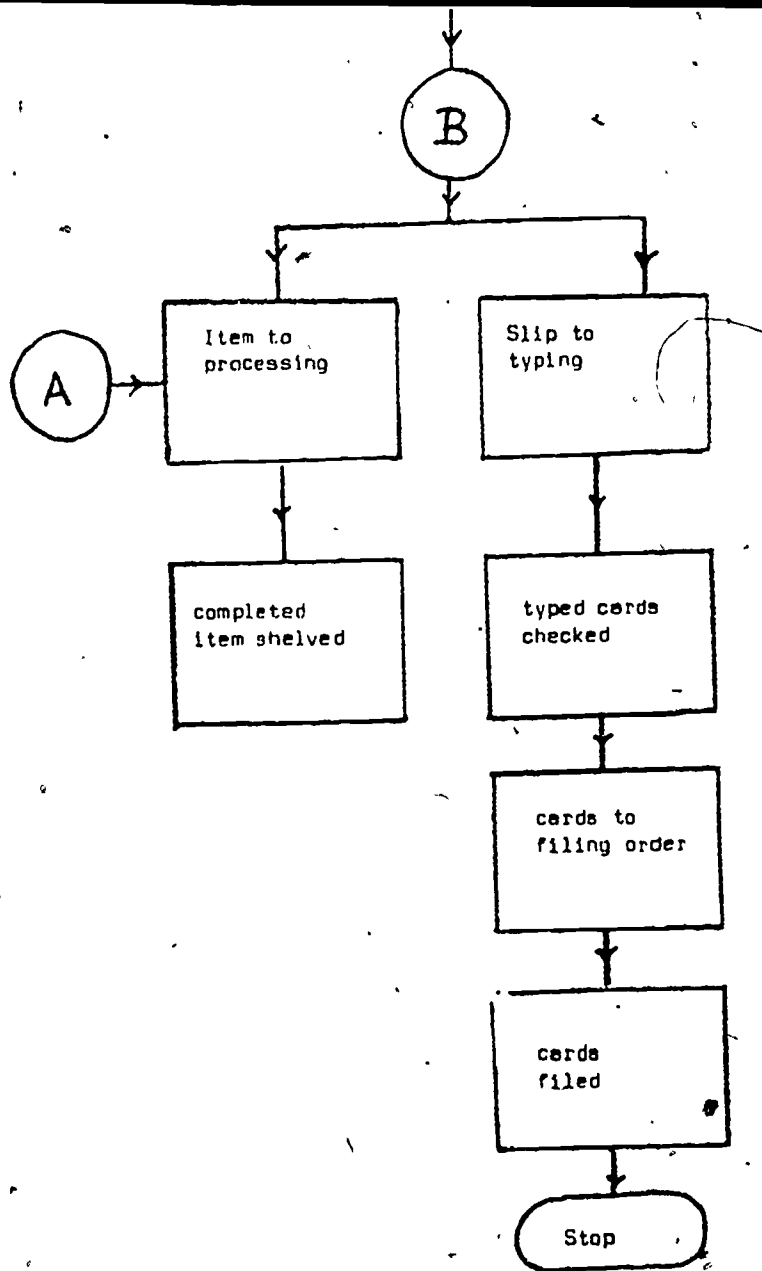 B
Item to
processing
Slip to
typing
A
completed
item shelved
typed cards
checked
cards to
filing order
cards
filed
Stop